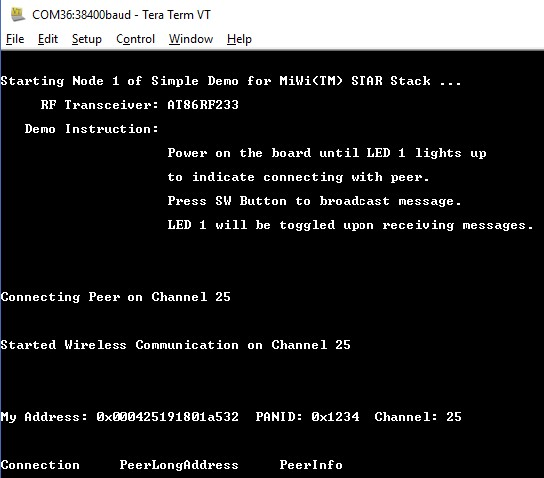 COM36:38400baud - Tera Term VT
File Edit Setup Control Window Help
Starting Node 1 of Simple Demo for MiWi(TM) STAR Stack ...
RF Transceiver: AT86RF233
Demo Instruction:
Power on the board until LED 1 lights up
to indicate connecting with peer.
Press SW Button to broadcast message.
LED 1 will be toggled upon receiving messages.
Connecting Peer on Channel 25
Started Wireless Communication on Channel 25
My Address: 0x000425191801a532 PANID: 0x1234 Channel: 25
Connection PeerLongAddress PeerInfo